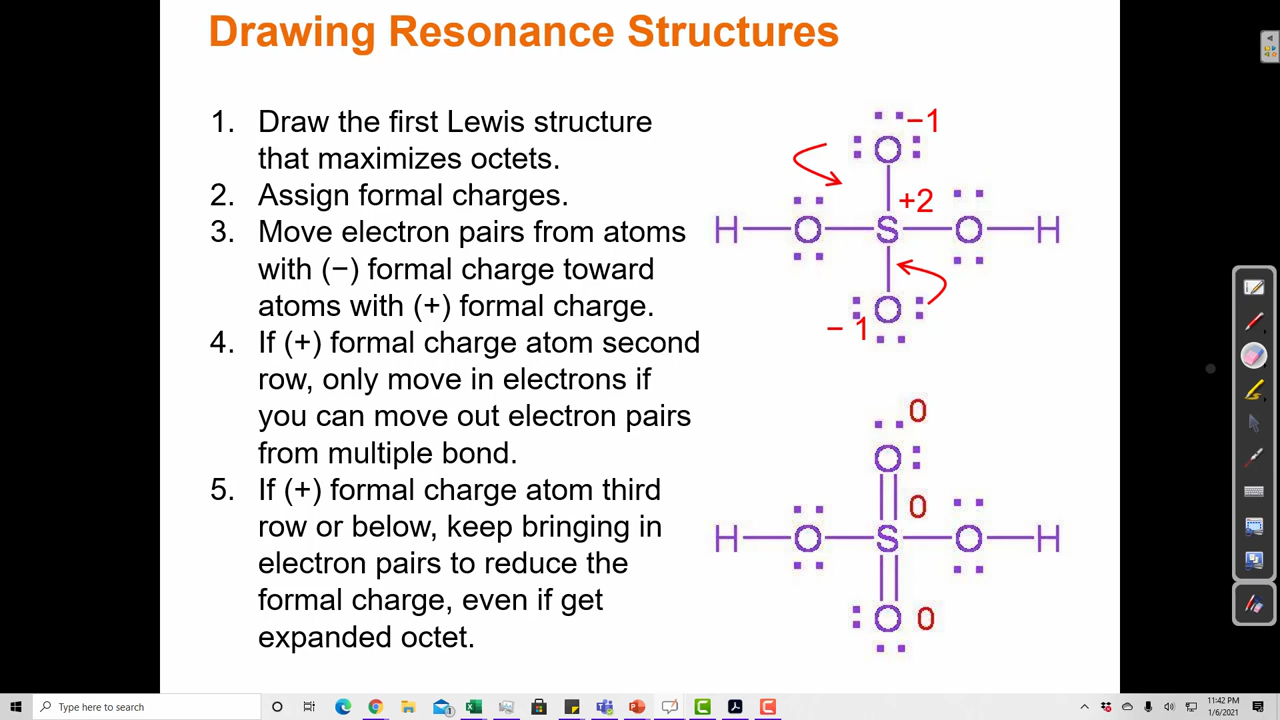 Drawing Resonance Structures
1. Draw the first Lewis structure
that maximizes octets.
2. Assign formal charges.
3. Move electron pairs from atoms
with (−) formal charge toward
atoms with (+) formal charge.
4. If (+) formal charge atom second
row, only move in electrons if
you can move out electron pairs
from multiple bond.
5. If (+) formal charge atom third
row or below, keep bringing in
electron pairs to reduce the
formal charge, even if get
expanded octet.
−1
O
+2
H O S O H
O
− 1
0
O
0
H O S O H
O 0
Type here to search
11:42 PM
1/6/2021